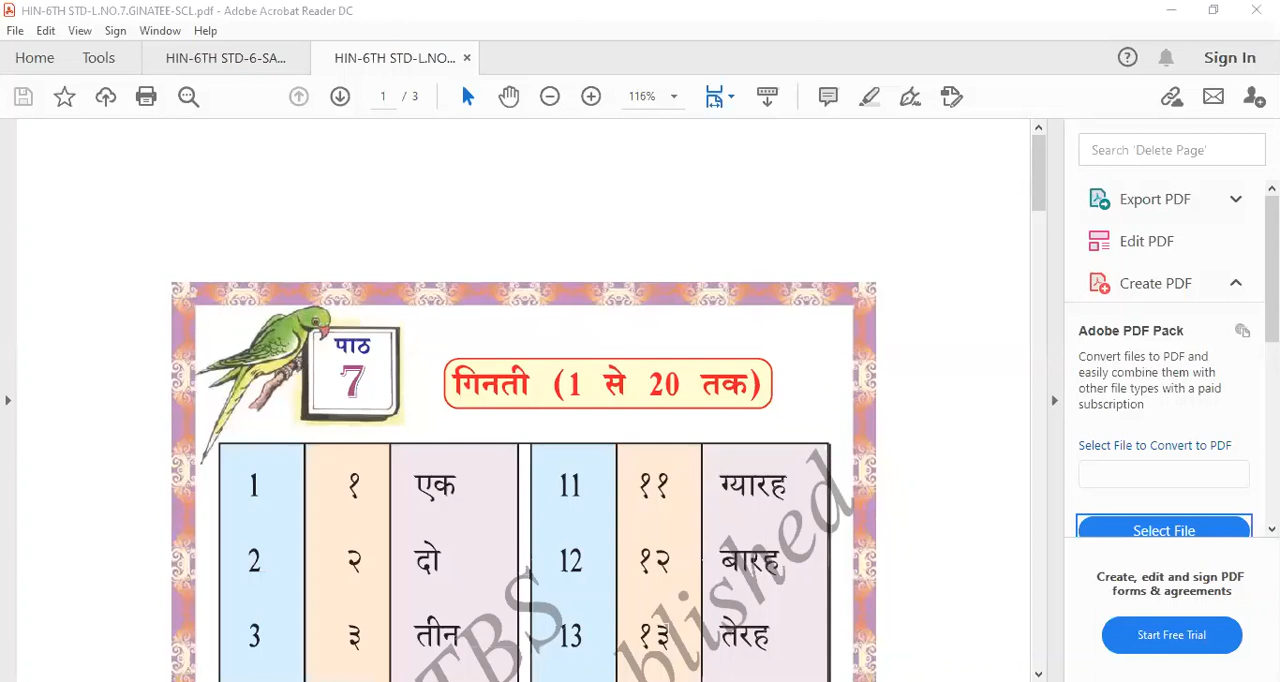 HIN-6TH STD-L.NO.7.GINATEE-SCL.pdf - Adobe Acrobat Reader DC
File Edit View Sign Window Help
Home Tools HIN-6TH STD-6-SA... HIN-6TH STD-L.NO... × Sign In
1 / 3 116%
Search 'Delete Page'
Export PDF
Edit PDF
Create PDF
Adobe PDF Pack
Convert files to PDF and
easily combine them with
other file types with a paid
subscription
Select File to Convert to PDF
Select File
Create, edit and sign PDF
forms & agreements
Start Free Trial
पाठ
7
गिनती (1 से 20 तक)
1 १ एक 11 ११ ग्यारह
2 २ दो 12 १२ बारह
3 ३ तीन 13 १३ तेरह
TBS
blished